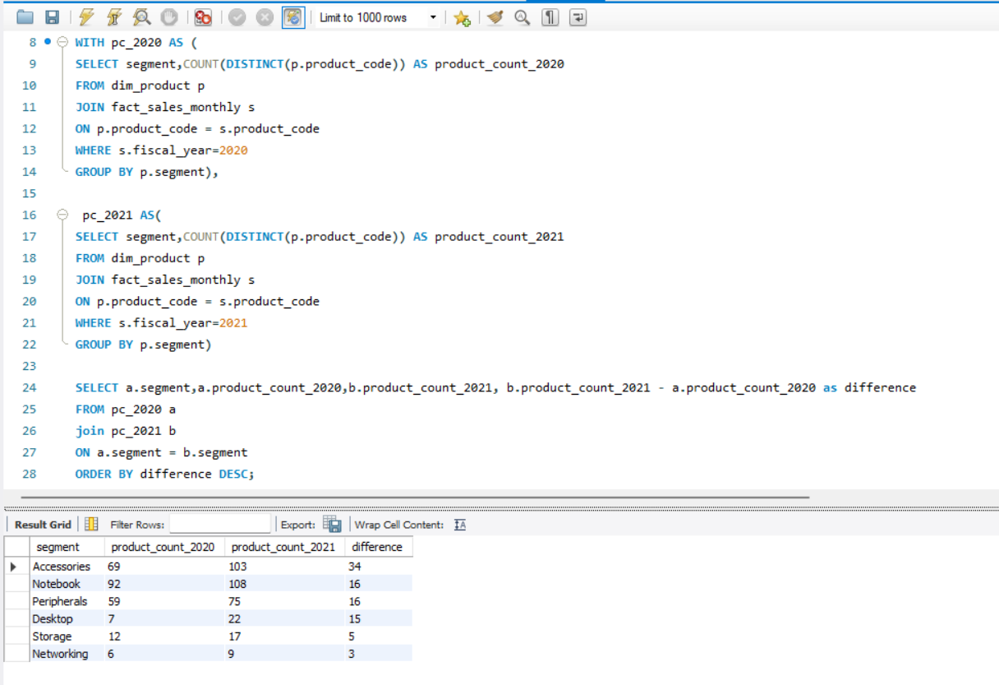 Limit to 1000 rows
8 WITH pc_2020 AS (
9 SELECT segment,COUNT(DISTINCT(p.product_code)) AS product_count_2020
10 FROM dim_product p
11 JOIN fact_sales_monthly s
12 ON p.product_code = s.product_code
13 WHERE s.fiscal_year=2020
14 GROUP BY p.segment),
15
16 pc_2021 AS(
17 SELECT segment,COUNT(DISTINCT(p.product_code)) AS product_count_2021
18 FROM dim_product p
19 JOIN fact_sales_monthly s
20 ON p.product_code = s.product_code
21 WHERE s.fiscal_year=2021
22 GROUP BY p.segment)
23
24 SELECT a.segment,a.product_count_2020,b.product_count_2021, b.product_count_2021 - a.product_count_2020 as difference
25 FROM pc_2020 a
26 join pc_2021 b
27 ON a.segment = b.segment
28 ORDER BY difference DESC;
Result Grid Filter Rows: Export: Wrap Cell Content: IA
segment product_count_2020 product_count_2021 difference
Accessories 69 103 34
Notebook 92 108 16
Peripherals 59 75 16
Desktop 7 22 15
Storage 12 17 5
Networking 6 9 3